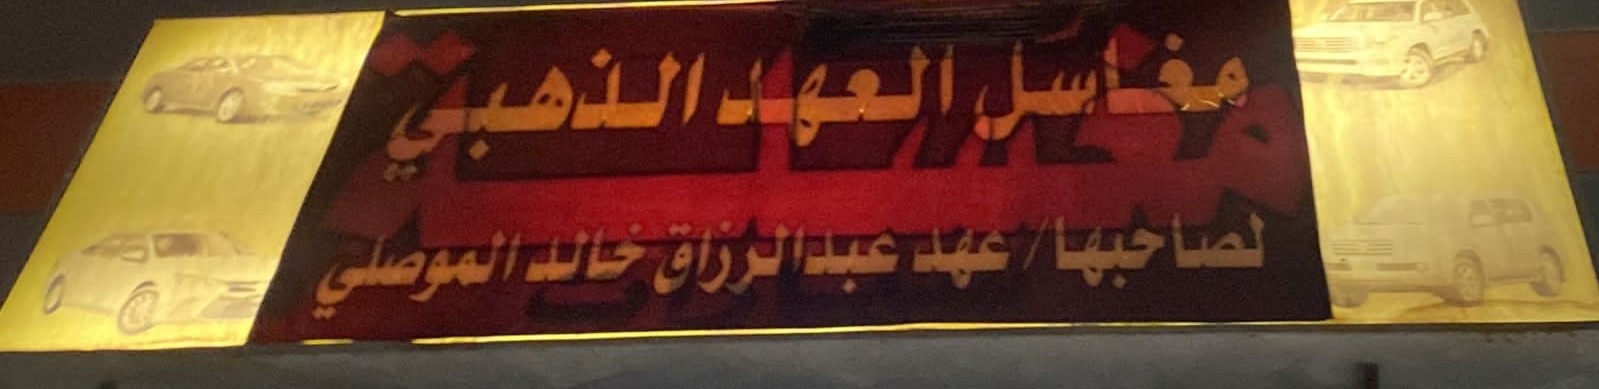 مغاسل العهد الذهبي
لصاحبها/ عهد عبدالرزاق خالد الموصلي